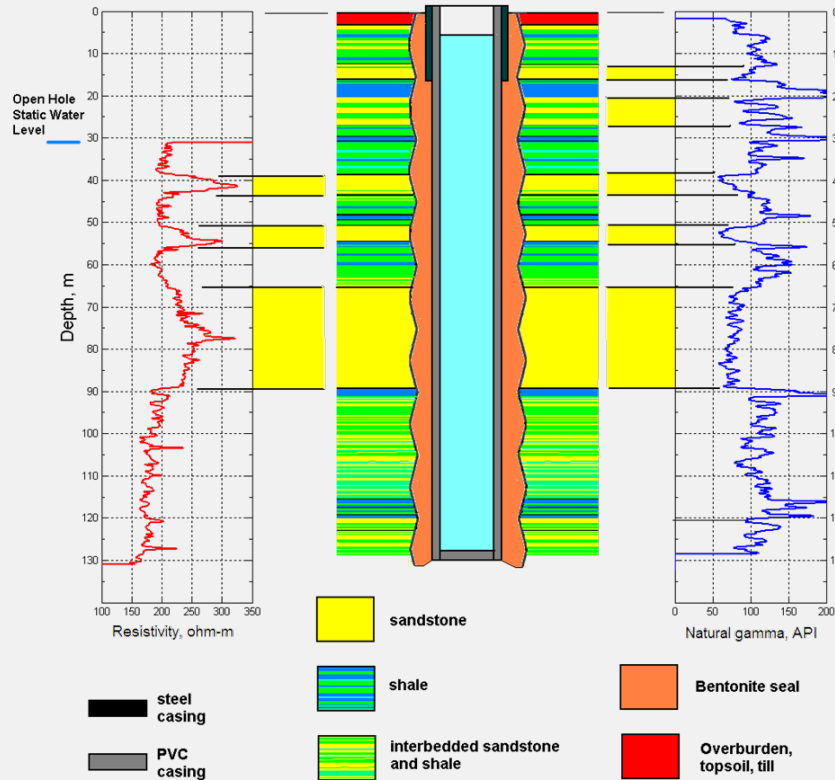 Open Hole
Static Water
Level
Depth, m
0
10
20
30
40
50
60
70
80
90
100
110
120
130
100 150 200 250 300 350
Resistivity, ohm-m
0 50 100 150 200
Natural gamma, API
sandstone
shale
interbedded sandstone
and shale
steel
casing
PVC
casing
Bentonite seal
Overburden,
topsoil, till